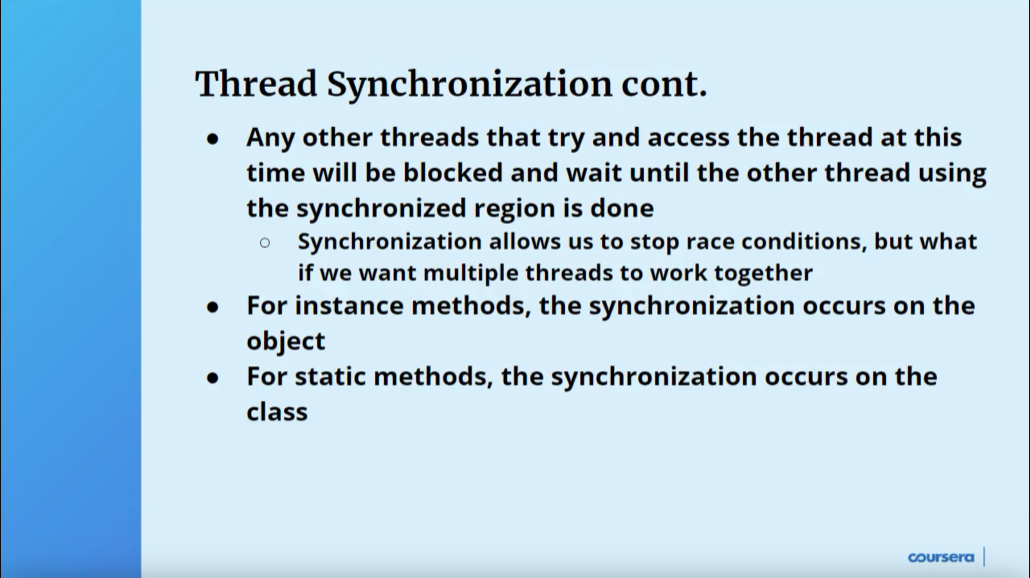 Thread Synchronization cont.
● Any other threads that try and access the thread at this
time will be blocked and wait until the other thread using
the synchronized region is done
○ Synchronization allows us to stop race conditions, but what
if we want multiple threads to work together
● For instance methods, the synchronization occurs on the
object
● For static methods, the synchronization occurs on the
class
coursera